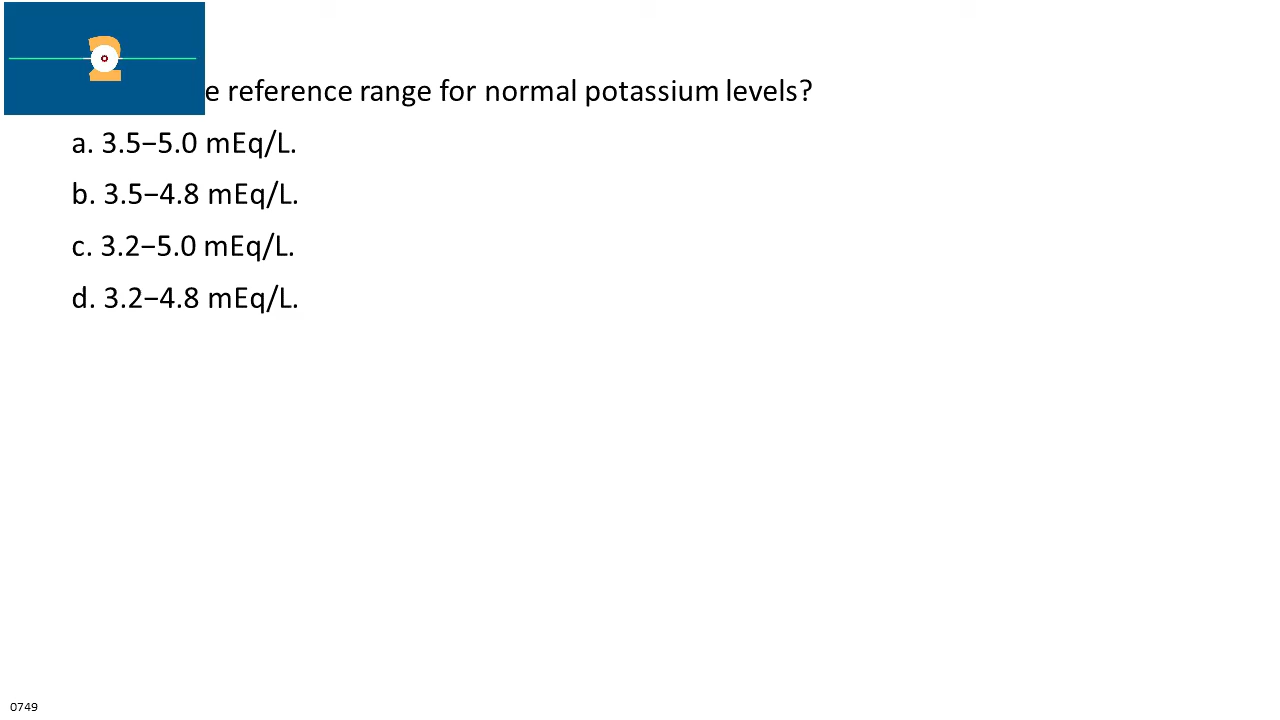 e reference range for normal potassium levels?
a. 3.5–5.0 mEq/L.
b. 3.5–4.8 mEq/L.
c. 3.2–5.0 mEq/L.
d. 3.2–4.8 mEq/L.
0749